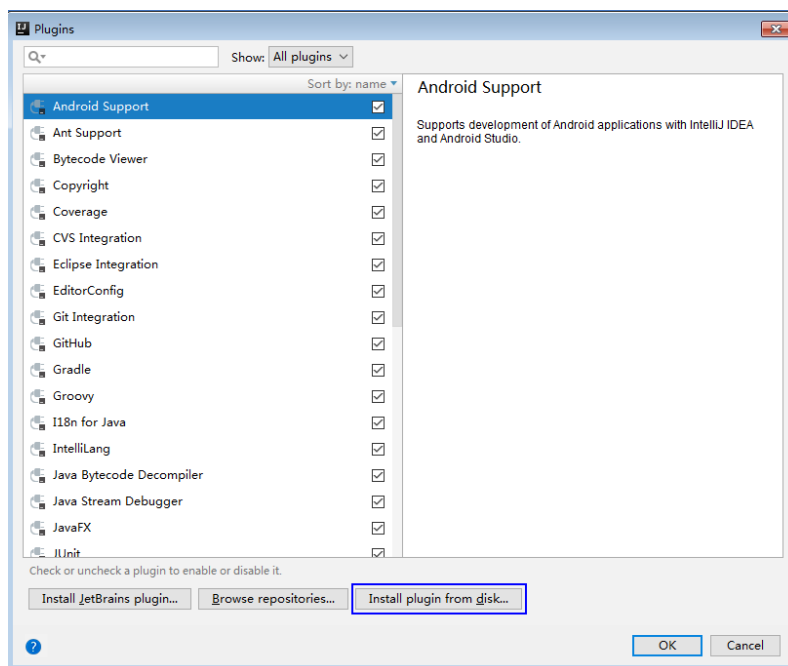 Plugins
Show: All plugins
Sort by: name
Android Support
Ant Support
Bytecode Viewer
Copyright
Coverage
CVS Integration
Eclipse Integration
EditorConfig
Git Integration
GitHub
Gradle
Groovy
I18n for Java
IntelliLang
Java Bytecode Decompiler
Java Stream Debugger
JavaFX
JUnit
Android Support
Supports development of Android applications with IntelliJ IDEA
and Android Studio.
Check or uncheck a plugin to enable or disable it.
Install JetBrains plugin... Browse repositories... Install plugin from disk...
? OK Cancel